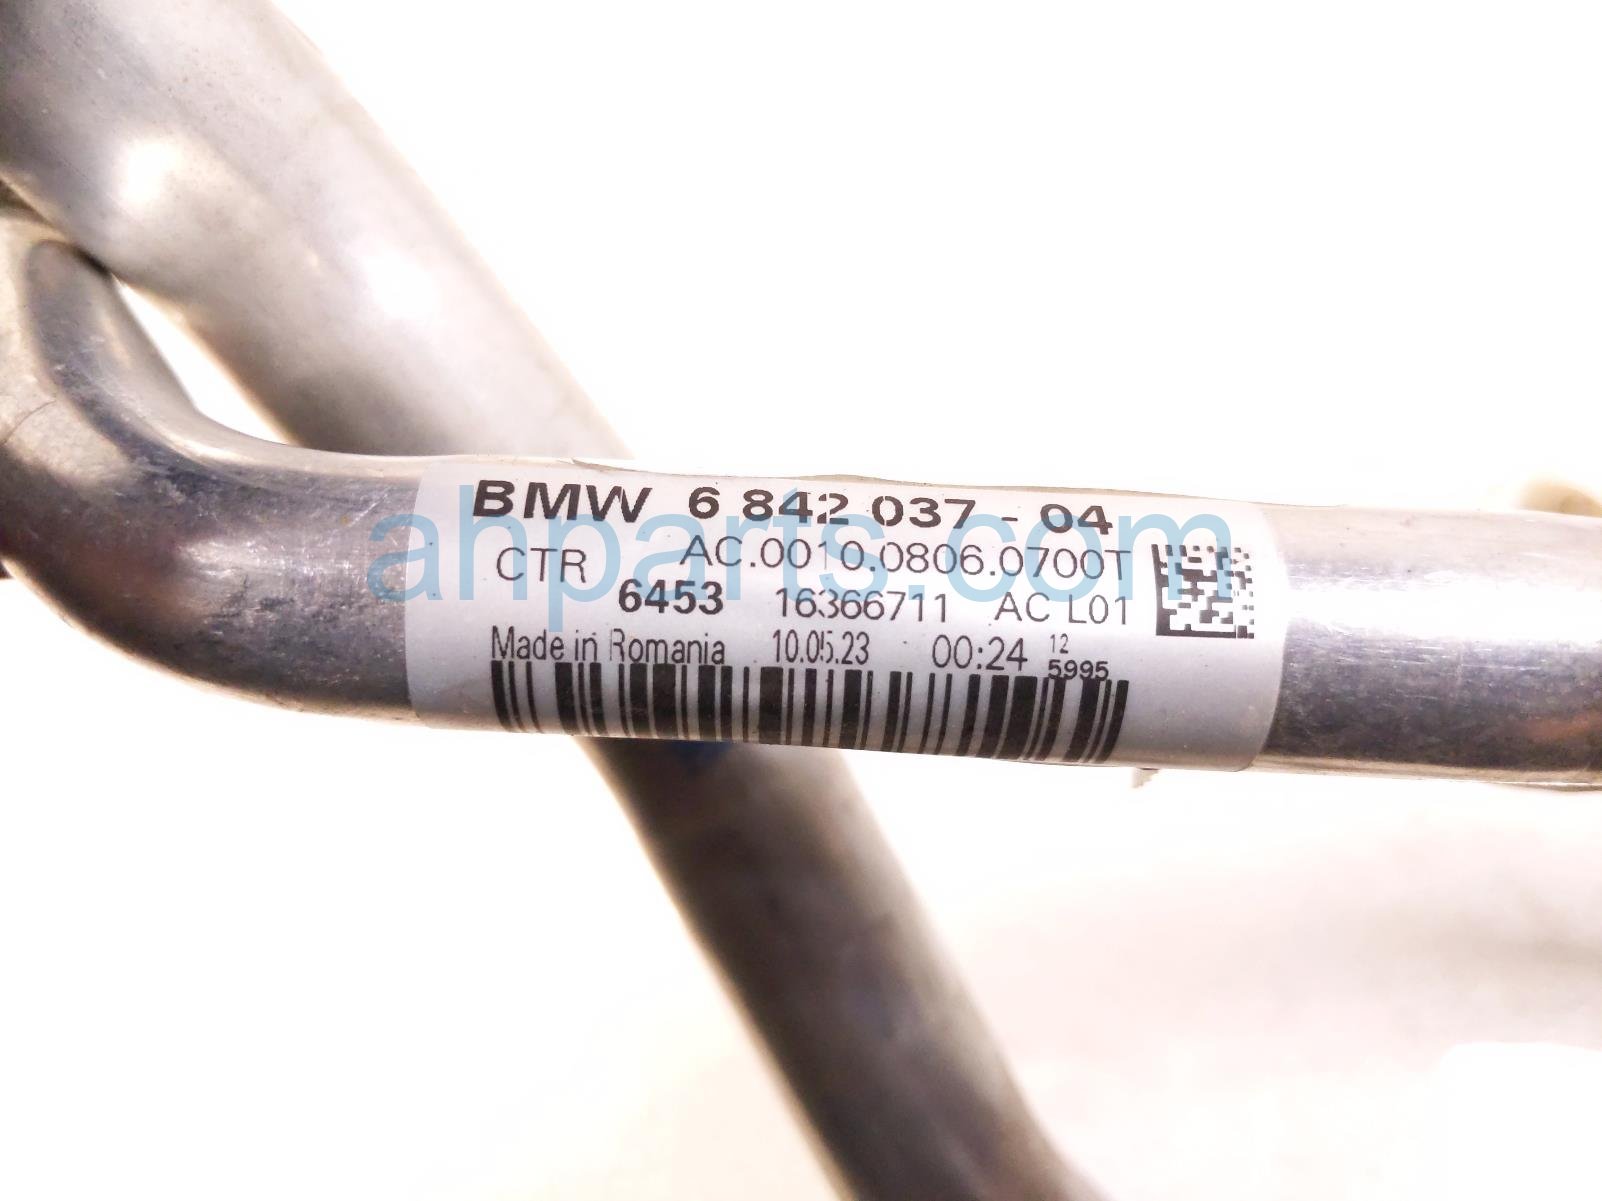 BMW 6 842 037 - 04
CTR AC.0010.0806.0700T
6453 16366711 AC L01
Made in Romania 10.05.23 00:24 12
5995
ahparts.com